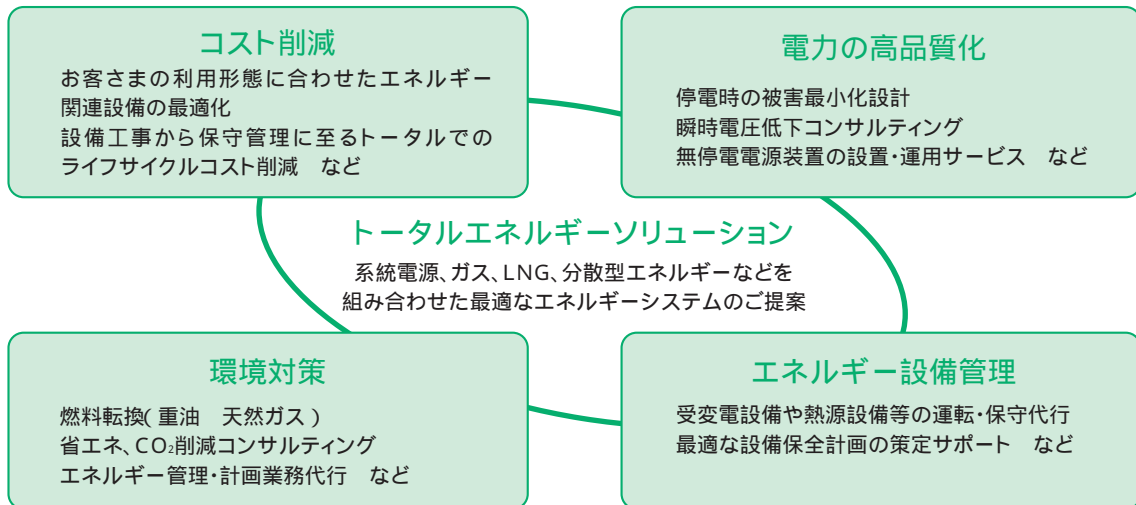 コスト削減
お客さまの利用形態に合わせたエネルギー
関連設備の最適化
設備工事から保守管理に至るトータルでの
ライフサイクルコスト削減　など
電力の高品質化
停電時の被害最小化設計
瞬時電圧低下コンサルティング
無停電電源装置の設置・運用サービス　など
トータルエネルギーソリューション
系統電源、ガス、LNG、分散型エネルギーなどを
組み合わせた最適なエネルギーシステムのご提案
環境対策
燃料転換(重油　天然ガス)
省エネ、CO₂削減コンサルティング
エネルギー管理・計画業務代行　など
エネルギー設備管理
受変電設備や熱源設備等の運転・保守代行
最適な設備保全計画の策定サポート　など